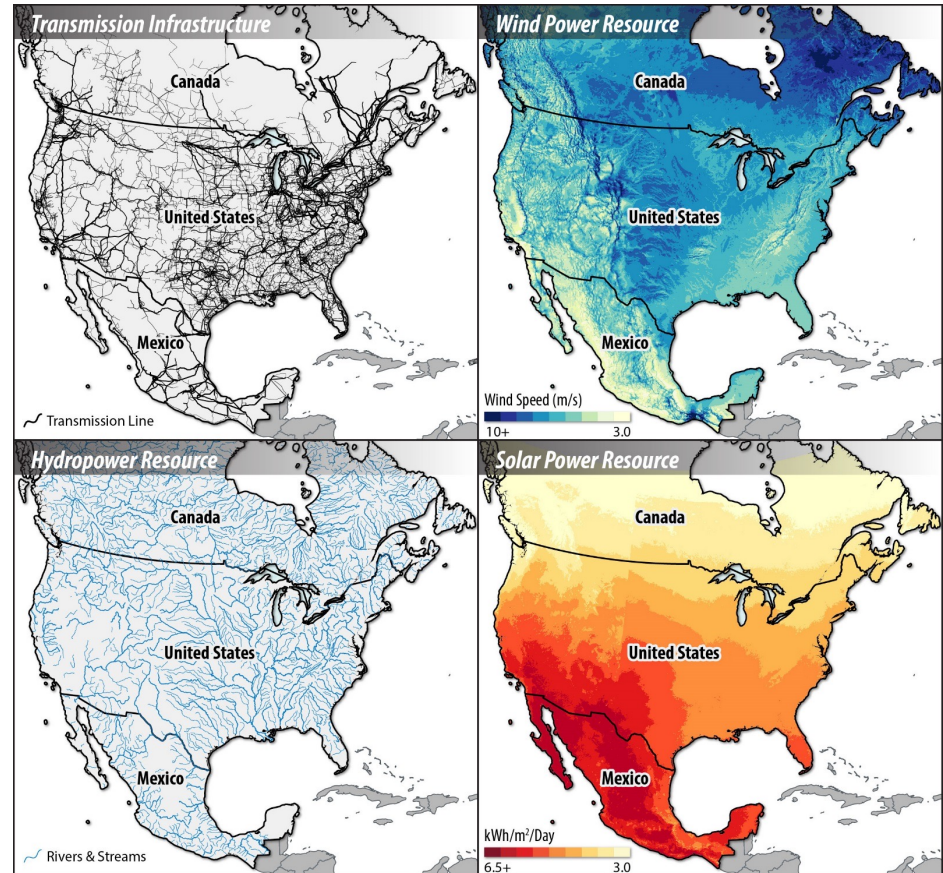 Transmission Infrastructure
Canada
United States
Mexico
Transmission Line
Wind Power Resource
Canada
United States
Mexico
Wind Speed (m/s)
10+ 3.0
Hydropower Resource
Canada
United States
Mexico
Rivers & Streams
Solar Power Resource
Canada
United States
Mexico
kWh/m²/Day
6.5+ 3.0